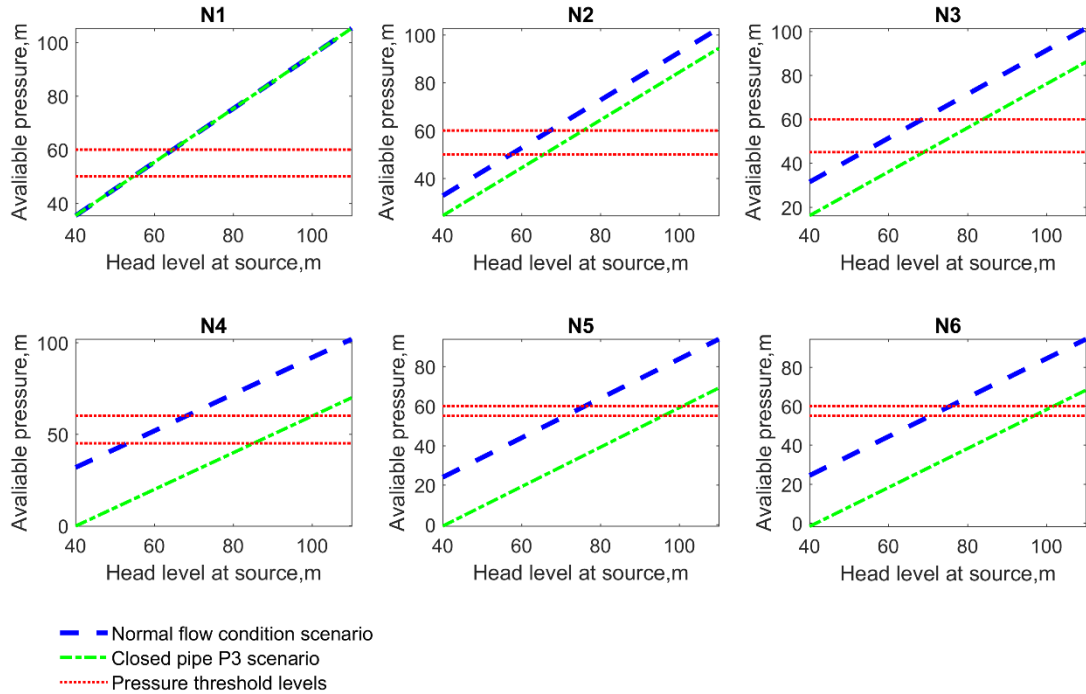 N1
N2
N3
Avaliable pressure,m
100
80
60
40
40
60
80
100
Head level at source,m
Avaliable pressure,m
100
80
60
40
40
60
80
100
Head level at source,m
Avaliable pressure,m
100
80
60
40
20
40
60
80
100
Head level at source,m
N4
N5
N6
Avaliable pressure,m
100
50
0
40
60
80
100
Head level at source,m
Avaliable pressure,m
80
60
40
20
0
40
60
80
100
Head level at source,m
Avaliable pressure,m
80
60
40
20
0
40
60
80
100
Head level at source,m
Normal flow condition scenario
Closed pipe P3 scenario
Pressure threshold levels